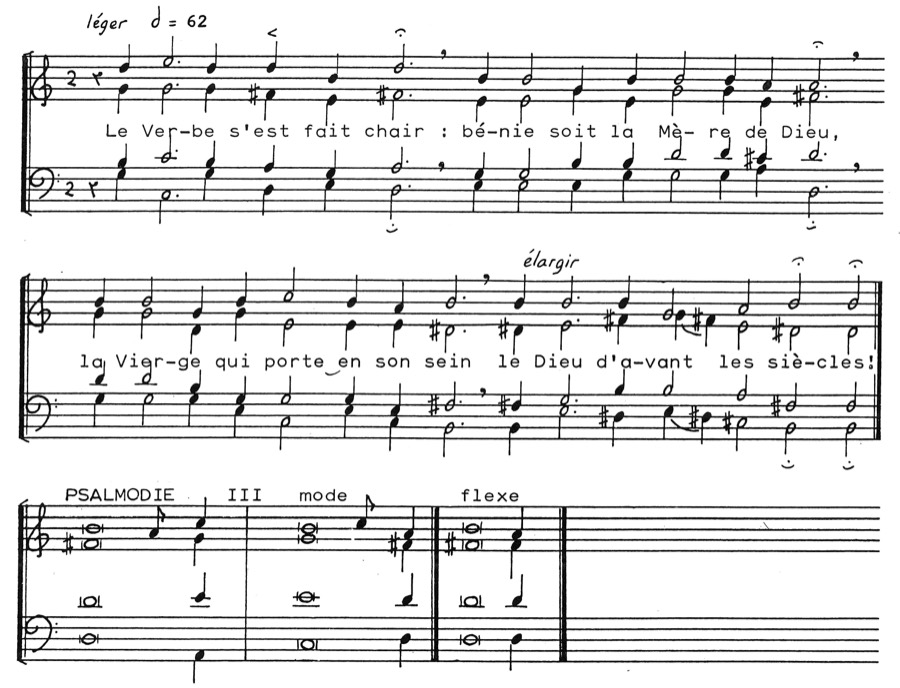 léger d = 62
Le Ver-be s'est fait chair : bé-nie soit la Mè- re de Dieu,
élargir
la Vier-ge qui porte en son sein le Dieu d'a-vant les siè-cles!
PSALMODIE III mode flexe